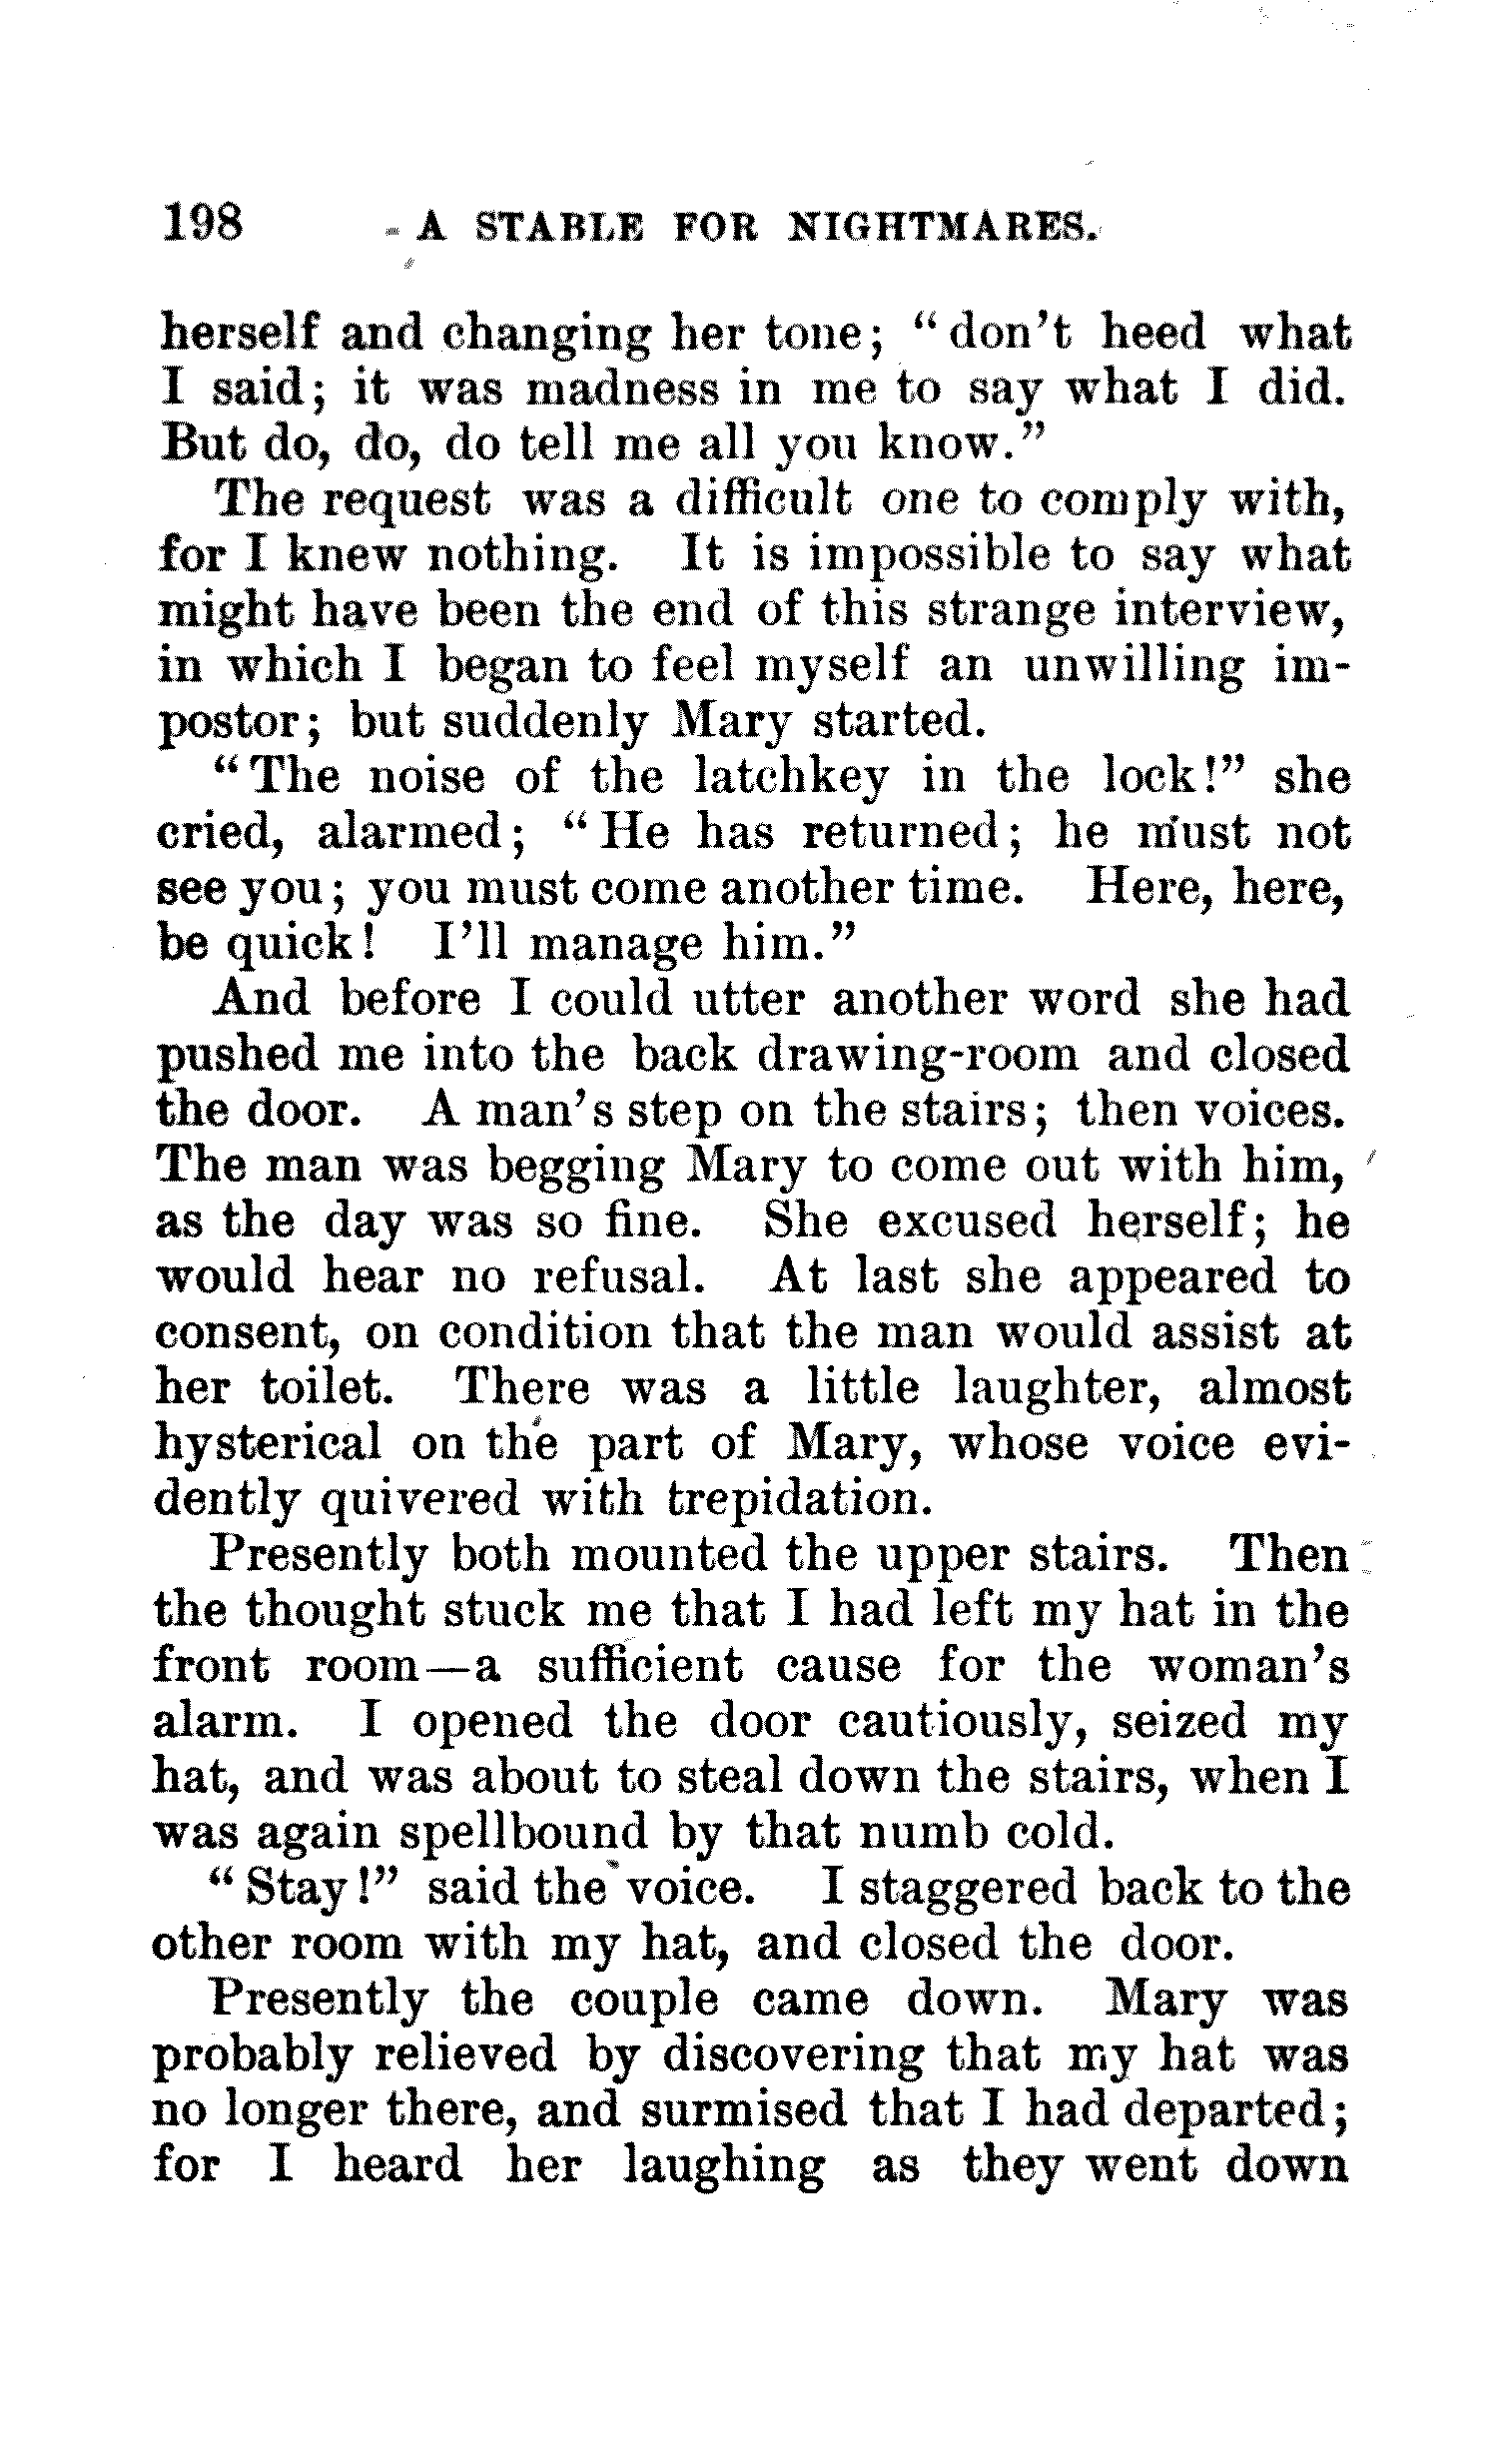 198 A STABLE FOR NIGHTMARES.
herself and changing her tone; "don't heed what
I said; it was madness in me to say what I did.
But do, do, do tell me all you know."
The request was a difficult one to comply with,
for I knew nothing. It is impossible to say what
might have been the end of this strange interview,
in which I began to feel myself an unwilling im-
postor; but suddenly Mary started.
"The noise of the latchkey in the lock!" she
cried, alarmed; "He has returned; he must not
see you; you must come another time. Here, here,
be quick! I'll manage him."
And before I could utter another word she had
pushed me into the back drawing-room and closed
the door. A man's step on the stairs; then voices.
The man was begging Mary to come out with him,
as the day was so fine. She excused herself; he
would hear no refusal. At last she appeared to
consent, on condition that the man would assist at
her toilet. There was a little laughter, almost
hysterical on the part of Mary, whose voice evi-
dently quivered with trepidation.
Presently both mounted the upper stairs. Then
the thought stuck me that I had left my hat in the
front room—a sufficient cause for the woman's
alarm. I opened the door cautiously, seized my
hat, and was about to steal down the stairs, when I
was again spellbound by that numb cold.
"Stay!" said the voice. I staggered back to the
other room with my hat, and closed the door.
Presently the couple came down. Mary was
probably relieved by discovering that my hat was
no longer there, and surmised that I had departed;
for I heard her laughing as they went down